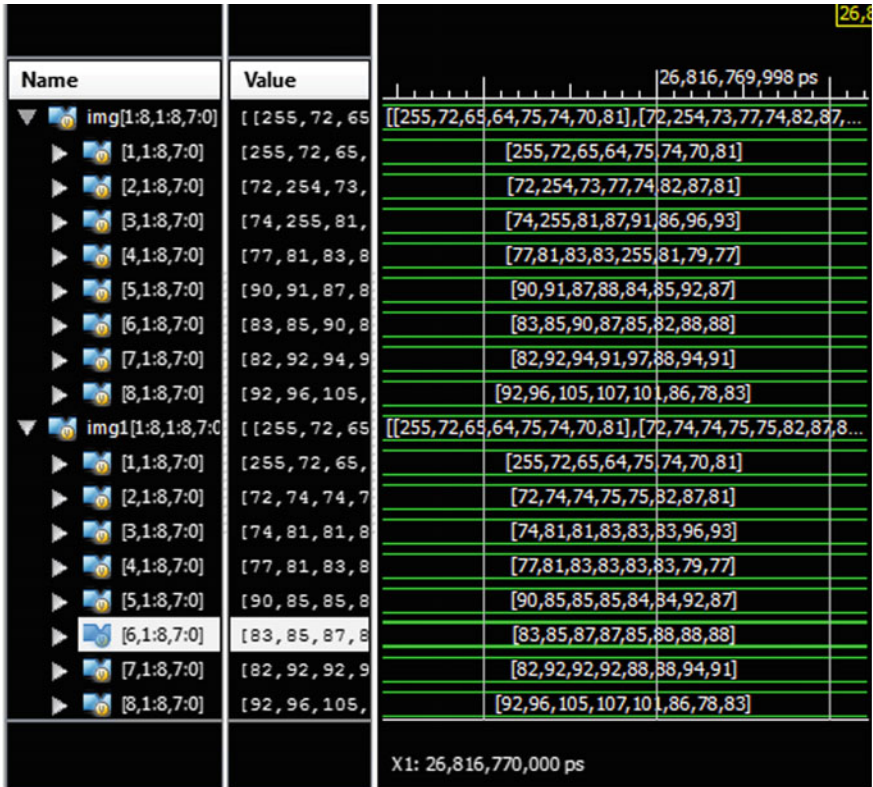 26,8
Name Value
26,816,769,998 ps
img[1:8,1:8,7:0] [[255,72,65 [[255,72,65,64,75,74,70,81],[72,254,73,77,74,82,87,...
[1,1:8,7:0] [255,72,65, [255,72,65,64,75,74,70,81]
[2,1:8,7:0] [72,254,73, [72,254,73,77,74,82,87,81]
[3,1:8,7:0] [74,255,81, [74,255,81,87,91,86,96,93]
[4,1:8,7:0] [77,81,83,8 [77,81,83,83,255,81,79,77]
[5,1:8,7:0] [90,91,87,8 [90,91,87,88,84,85,92,87]
[6,1:8,7:0] [83,85,90,8 [83,85,90,87,85,82,88,88]
[7,1:8,7:0] [82,92,94,9 [82,92,94,91,97,88,94,91]
[8,1:8,7:0] [92,96,105, [92,96,105,107,101,86,78,83]
img1[1:8,1:8,7:0 [[255,72,65 [[255,72,65,64,75,74,70,81],[72,74,74,75,75,82,87,8...
[1,1:8,7:0] [255,72,65, [255,72,65,64,75,74,70,81]
[2,1:8,7:0] [72,74,74,7 [72,74,74,75,75,82,87,81]
[3,1:8,7:0] [74,81,81,8 [74,81,81,83,83,83,96,93]
[4,1:8,7:0] [77,81,83,8 [77,81,83,83,83,83,79,77]
[5,1:8,7:0] [90,85,85,8 [90,85,85,85,84,84,92,87]
[6,1:8,7:0] [83,85,87,8 [83,85,87,87,85,88,88,88]
[7,1:8,7:0] [82,92,92,9 [82,92,92,92,88,88,94,91]
[8,1:8,7:0] [92,96,105, [92,96,105,107,101,86,78,83]
X1: 26,816,770,000 ps